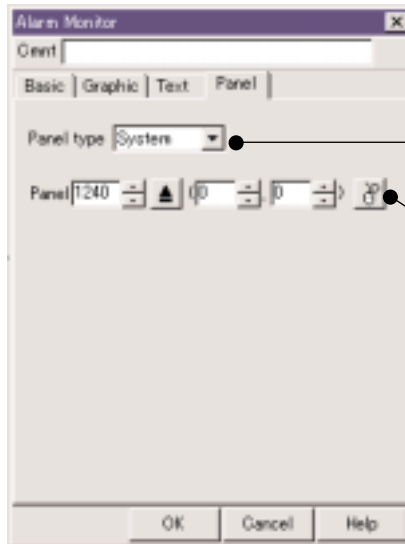 Alarm Monitor
Cmnt
Basic Graphic Text Panel
Panel type System
Panel 1240 (0 , 0 )
OK Cancel Help